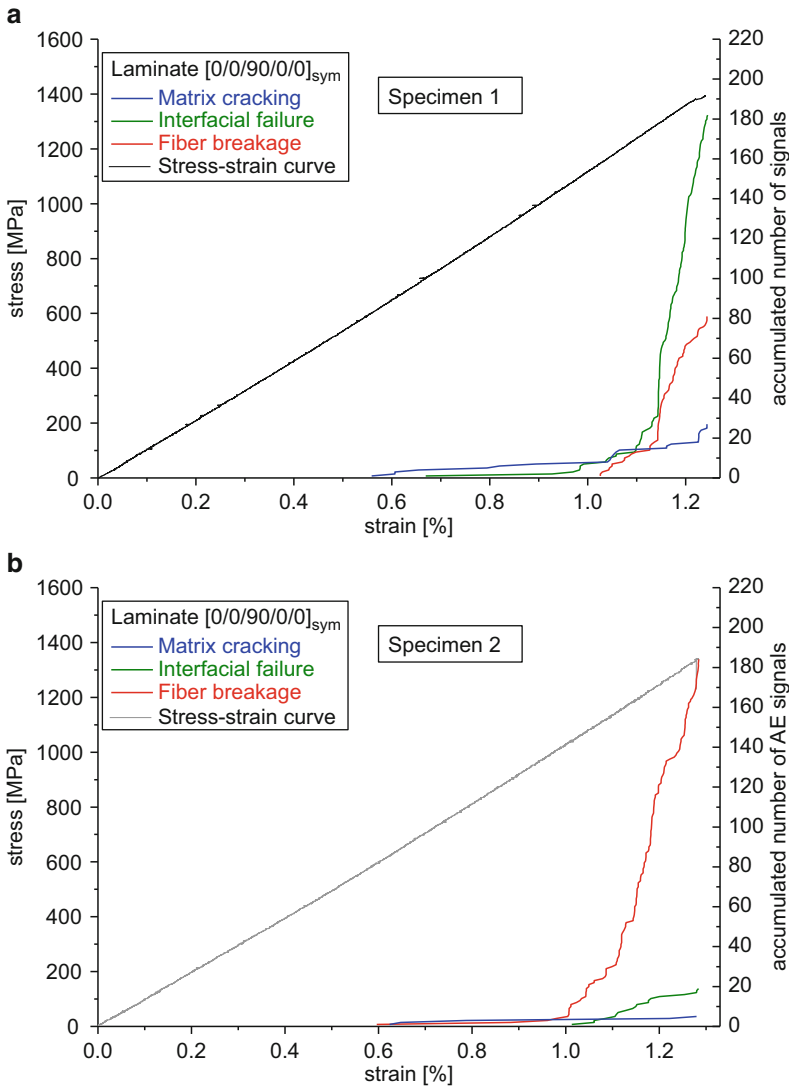 a
1600
1400
1200
1000
800
600
400
200
0
stress [MPa]
Laminate [0/0/90/0/0]sym
Matrix cracking
Interfacial failure
Fiber breakage
Stress-strain curve
Specimen 1
220
200
180
160
140
120
100
80
60
40
20
0
accumulated number of signals
0.0 0.2 0.4 0.6 0.8 1.0 1.2
strain [%]
b
1600
1400
1200
1000
800
600
400
200
0
stress [MPa]
Laminate [0/0/90/0/0]sym
Matrix cracking
Interfacial failure
Fiber breakage
Stress-strain curve
Specimen 2
220
200
180
160
140
120
100
80
60
40
20
0
accumulated number of AE signals
0.0 0.2 0.4 0.6 0.8 1.0 1.2
strain [%]